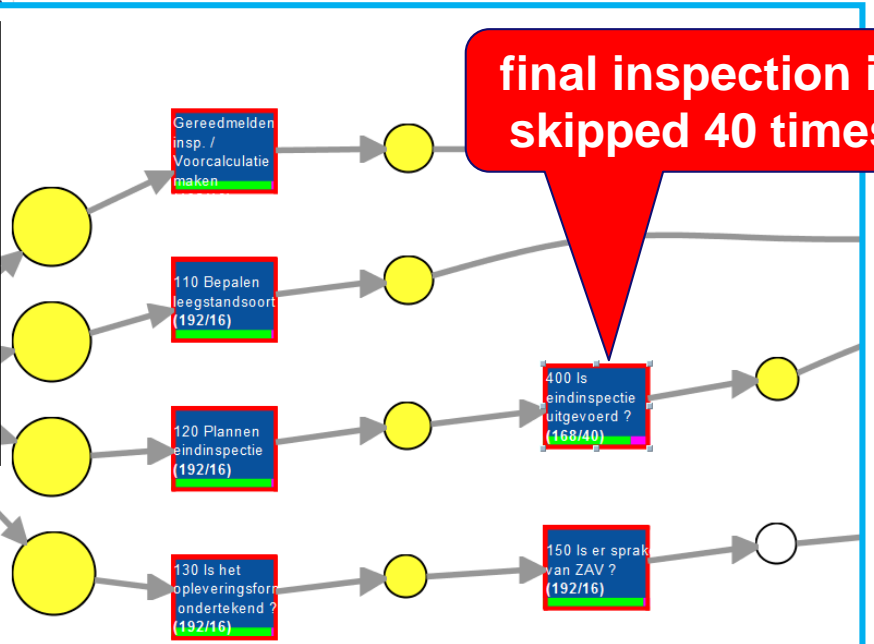 final inspection i
skipped 40 times
Gereedmelden
insp. /
Voorcalculatie
maken
110 Bepalen
leegstandsoort
(192/16)
400 Is
eindinspectie
uitgevoerd ?
(168/40)
120 Plannen
eindinspectie
(192/16)
130 Is het
opleveringsform
ondertekend ?
(192/16)
150 Is er sprak
van ZAV ?
(192/16)